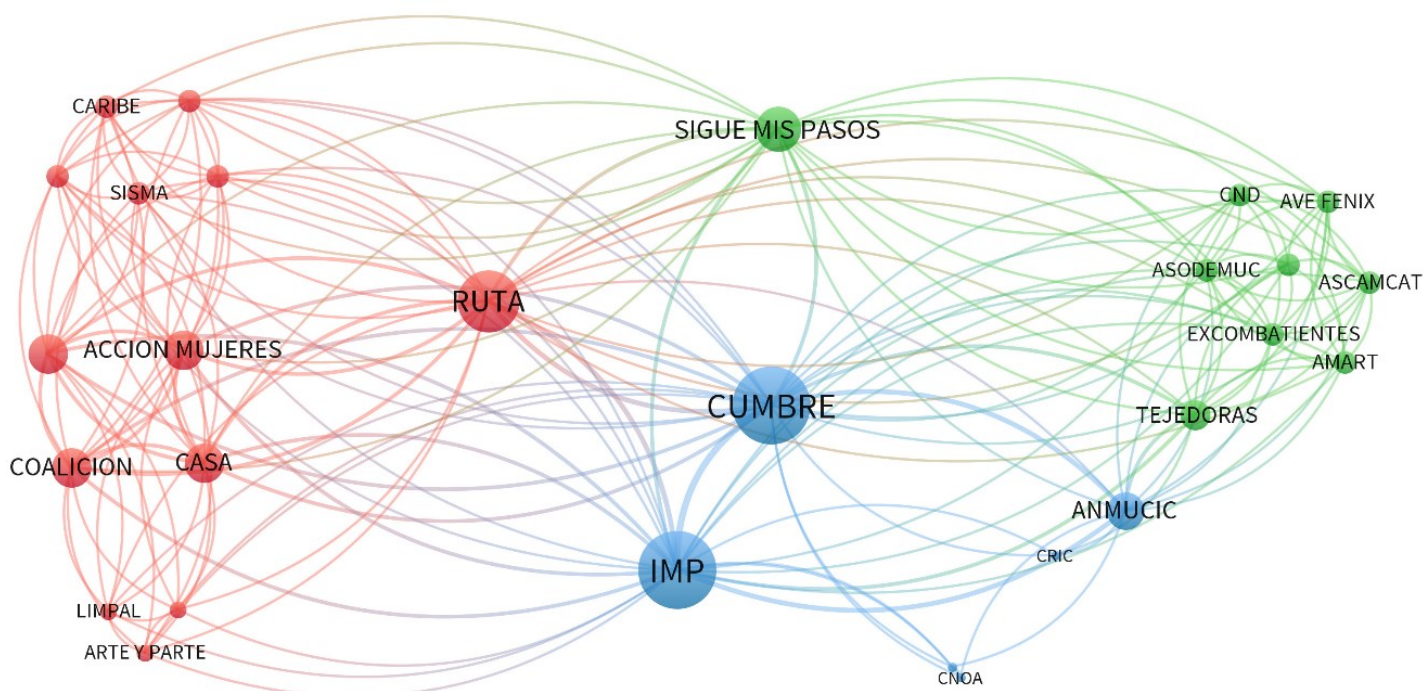 CARIBE
SIGUE MIS PASOS
SISMA
CND
AVE FENIX
ASODEMUC
ASCAMCAT
RUTA
EXCOMBATIENTES
ACCION MUJERES
AMART
CUMBRE
TEJEDORAS
COALICION
CASA
ANMUCIC
CRIC
IMP
LIMPAL
ARTE Y PARTE
CNOA